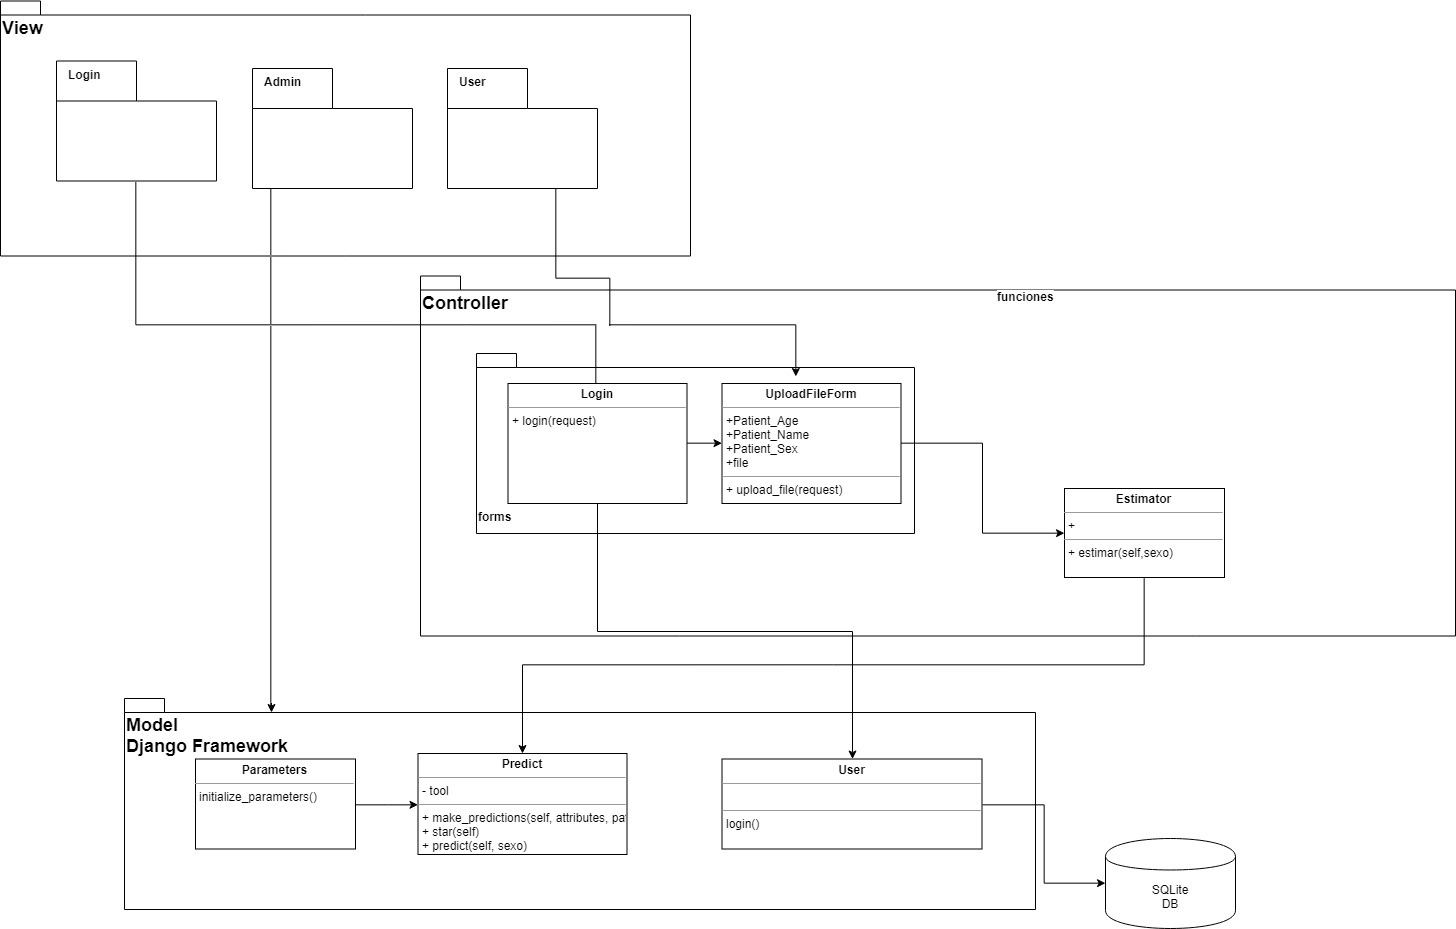 View
Login
Admin
User
Controller
funciones
Login
+ login(request)
UploadFileForm
+Patient_Age
+Patient_Name
+Patient_Sex
+file
+ upload_file(request)
forms
Estimator
+
+ estimar(self,sexo)
Model
Django Framework
Parameters
initialize_parameters()
Predict
- tool
+ make_predictions(self, attributes,
+ star(self)
+ predict(self, sexo)
User
login()
SQLite
DB